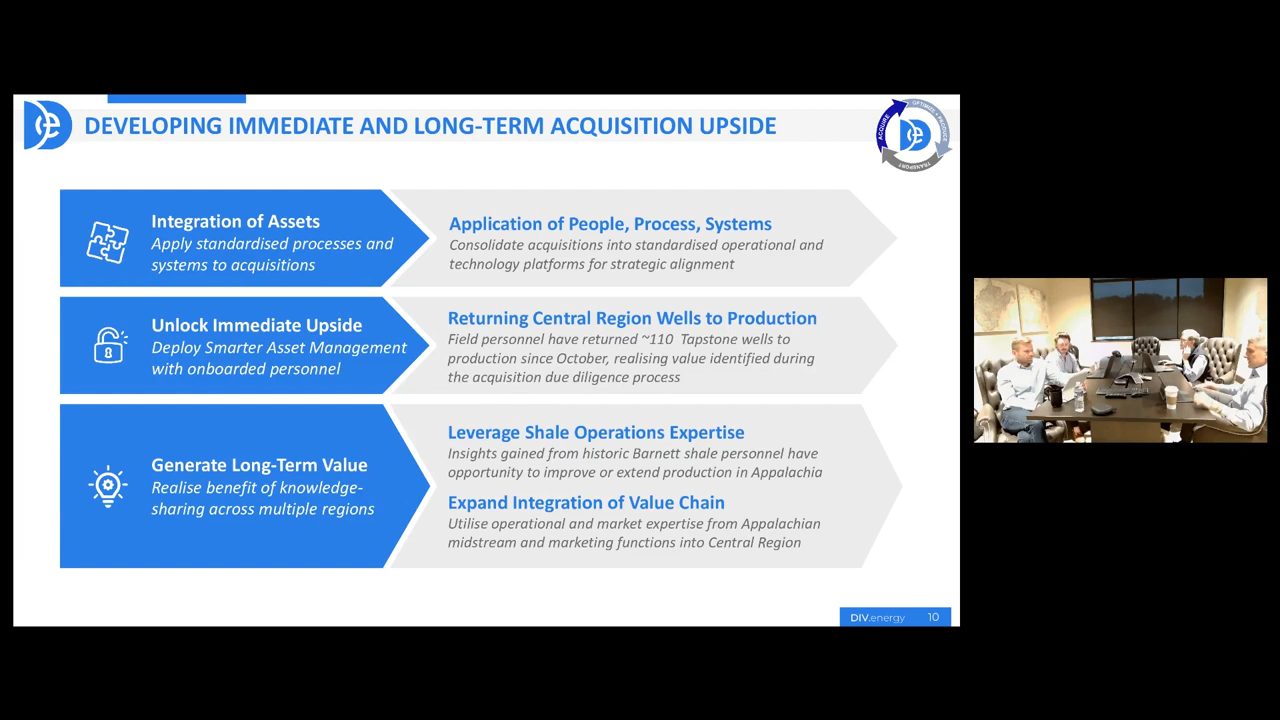 DEVELOPING IMMEDIATE AND LONG-TERM ACQUISITION UPSIDE
ACQUIRE
OPTIMIZE • PRODUCE
TRANSPORT
Integration of Assets
Apply standardised processes and
systems to acquisitions
Application of People, Process, Systems
Consolidate acquisitions into standardised operational and
technology platforms for strategic alignment
Unlock Immediate Upside
Deploy Smarter Asset Management
with onboarded personnel
Returning Central Region Wells to Production
Field personnel have returned ~110 Tapstone wells to
production since October, realising value identified during
the acquisition due diligence process
Generate Long-Term Value
Realise benefit of knowledge-
sharing across multiple regions
Leverage Shale Operations Expertise
Insights gained from historic Barnett shale personnel have
opportunity to improve or extend production in Appalachia
Expand Integration of Value Chain
Utilise operational and market expertise from Appalachian
midstream and marketing functions into Central Region
DIV.energy 10